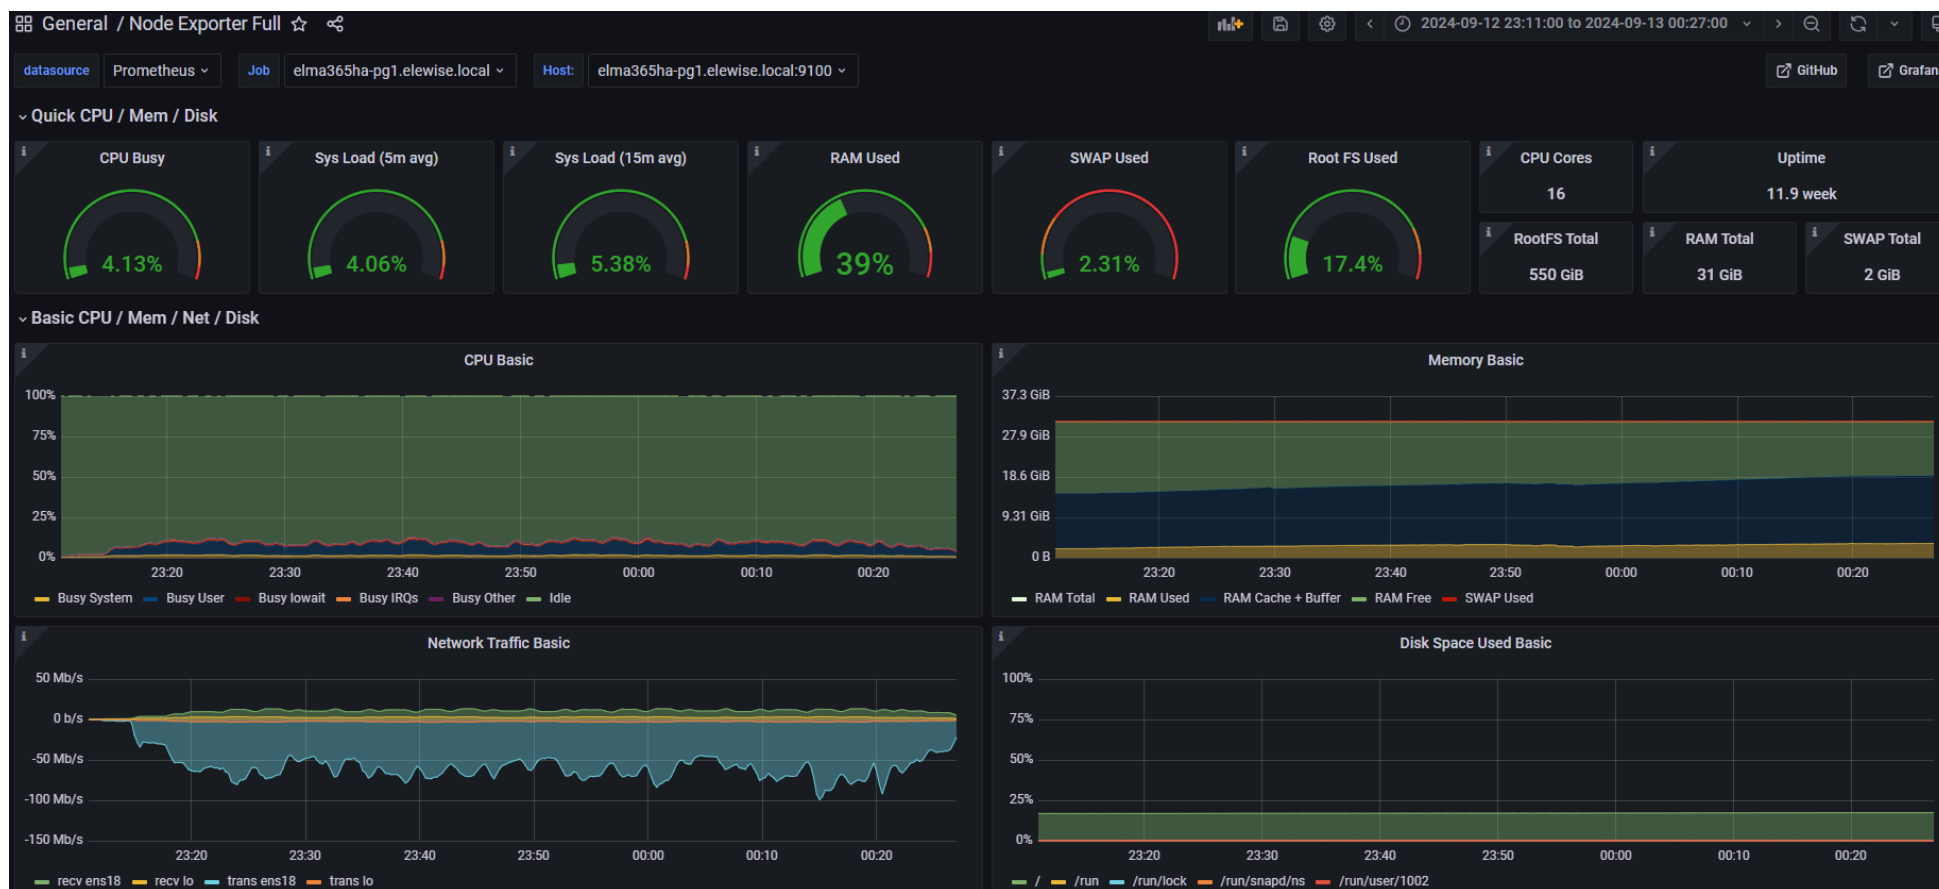 General / Node Exporter Full
2024-09-12 23:11:00 to 2024-09-13 00:27:00
datasource Prometheus Job elma365ha-pg1.elewise.local Host: elma365ha-pg1.elewise.local:9100 GitHub Grafan
Quick CPU / Mem / Disk
CPU Busy
4.13%
Sys Load (5m avg)
4.06%
Sys Load (15m avg)
5.38%
RAM Used
39%
SWAP Used
2.31%
Root FS Used
17.4%
CPU Cores
16
Uptime
11.9 week
RootFS Total
550 GiB
RAM Total
31 GiB
SWAP Total
2 GiB
Basic CPU / Mem / Net / Disk
CPU Basic
100%
75%
50%
25%
0%
23:20 23:30 23:40 23:50 00:00 00:10 00:20
Busy System Busy User Busy Iowait Busy IRQs Busy Other Idle
Memory Basic
37.3 GiB
27.9 GiB
18.6 GiB
9.31 GiB
0 B
23:20 23:30 23:40 23:50 00:00 00:10 00:20
RAM Total RAM Used RAM Cache + Buffer RAM Free SWAP Used
Network Traffic Basic
50 Mb/s
0 b/s
-50 Mb/s
-100 Mb/s
-150 Mb/s
23:20 23:30 23:40 23:50 00:00 00:10 00:20
recv ens18 recv lo trans ens18 trans lo
Disk Space Used Basic
100%
75%
50%
25%
0%
23:20 23:30 23:40 23:50 00:00 00:10 00:20
/ /run /run/lock /run/snapd/ns /run/user/1002